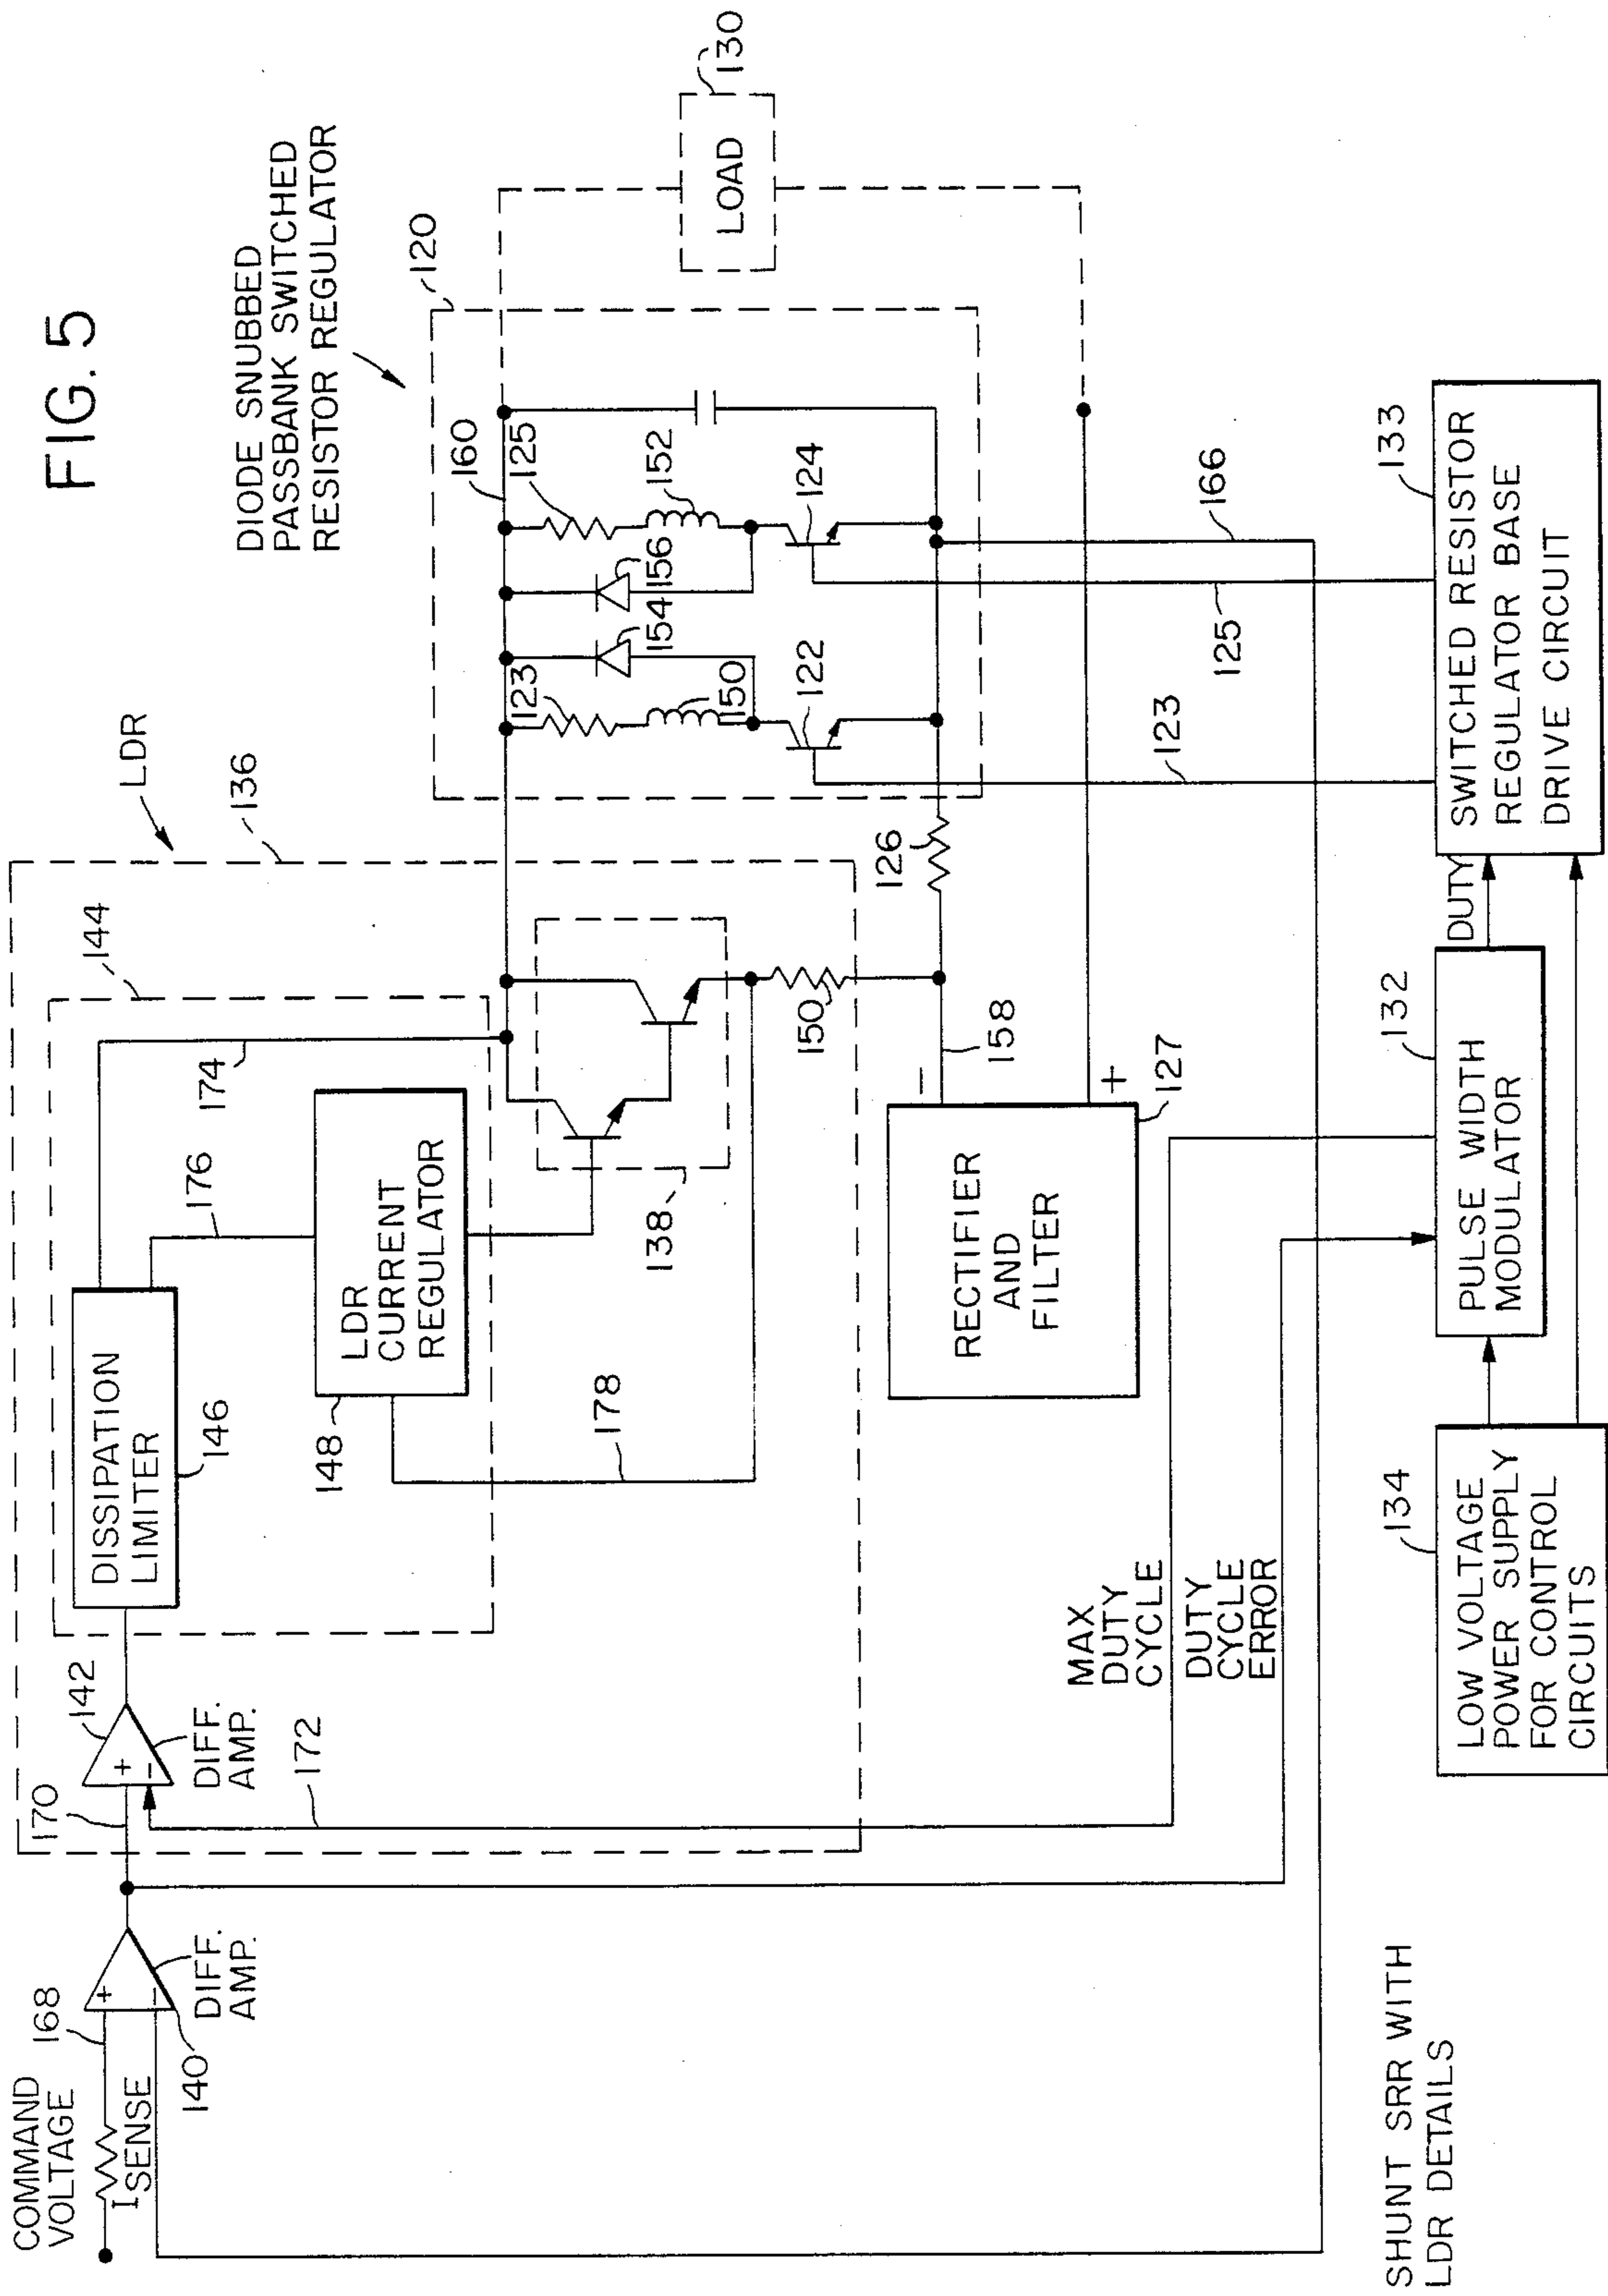 FIG. 5
DIODE SNUBBED
PASSBANK SWITCHED
RESISTOR REGULATOR
LDR
136
120
130
LOAD
144
174
176
DISSIPATION
LIMITER
146
LDR
CURRENT
REGULATOR
148
178
138
150
142
+
−
DIFF.
AMP.
170
172
COMMAND
VOLTAGE
168
I SENSE
+
−
140
DIFF.
AMP.
160
123
150
154
156
125
152
122
124
126
158
−
+
127
RECTIFIER
AND
FILTER
123
125
166
MAX
DUTY
CYCLE
DUTY
CYCLE
ERROR
134
LOW VOLTAGE
POWER SUPPLY
FOR CONTROL
CIRCUITS
132
PULSE WIDTH
MODULATOR
DUTY
133
SWITCHED RESISTOR
REGULATOR BASE
DRIVE CIRCUIT
SHUNT SRR WITH
LDR DETAILS